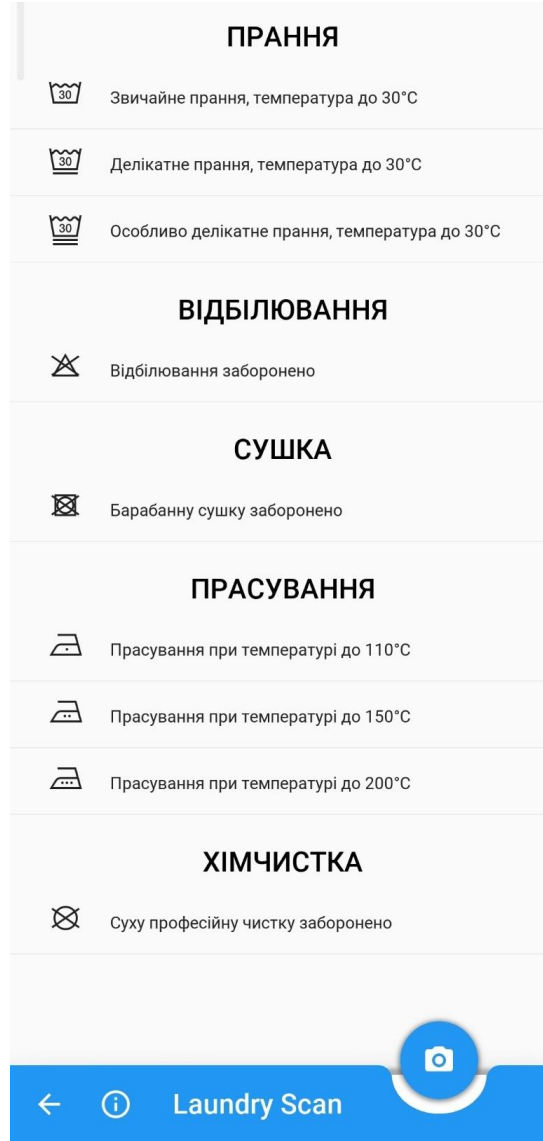 ПРАННЯ
30 Звичайне прання, температура до 30°C
30 Делікатне прання, температура до 30°C
30 Особливо делікатне прання, температура до 30°C
ВІДБІЛЮВАННЯ
Відбілювання заборонено
СУШКА
Барабанну сушку заборонено
ПРАСУВАННЯ
Прасування при температурі до 110°C
Прасування при температурі до 150°C
Прасування при температурі до 200°C
ХІМЧИСТКА
Суху професійну чистку заборонено
Laundry Scan